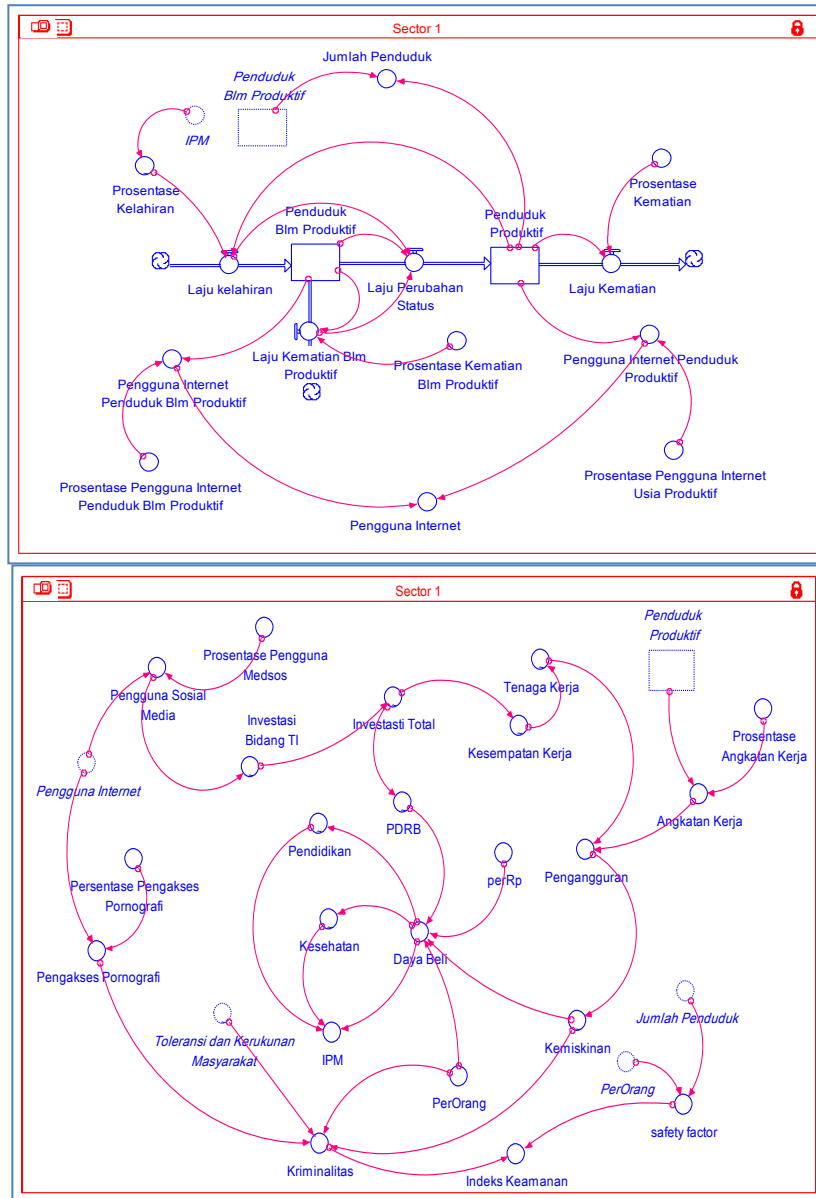 Sector 1
Jumlah Penduduk
Penduduk
Blm Produktif
IPM
Prosentase
Kelahiran
Prosentase
Kematian
Penduduk
Blm Produktif
Penduduk
Produktif
Laju kelahiran
Laju Perubahan
Status
Laju Kematian
Laju Kematian Blm
Produktif
Prosentase Kematian
Blm Produktif
Pengguna Internet Penduduk
Produktif
Pengguna Internet
Penduduk Blm Produktif
Prosentase Pengguna Internet
Penduduk Blm Produktif
Prosentase Pengguna Internet
Usia Produktif
Pengguna Internet
Sector 1
Penduduk
Produktif
Prosentase Pengguna
Medsos
Pengguna Sosial
Media
Tenaga Kerja
Investasi
Bidang TI
Investasti Total
Kesempatan Kerja
Prosentase
Angkatan Kerja
Pengguna Internet
PDRB
Angkatan Kerja
Pendidikan
perRp
Pengangguran
Persentase Pengakses
Pornografi
Kesehatan
Daya Beli
Pengakses Pornografi
Jumlah Penduduk
Toleransi dan Kerukunan
Masyarakat
IPM
Kemiskinan
PerOrang
PerOrang
safety factor
Kriminalitas
Indeks Keamanan